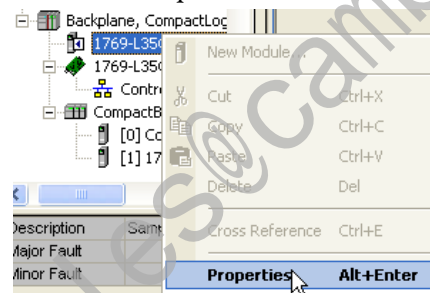 Backplane, CompactLog
1769-L35
New Module...
1769-L35
Contr
Cut Ctrl+X
CompactB
Copy Ctrl+C
[0] Co
Paste Ctrl+V
[1] 17
Delete Del
Description Sam
Cross Reference Ctrl+E
Major Fault
Minor Fault
Properties Alt+Enter